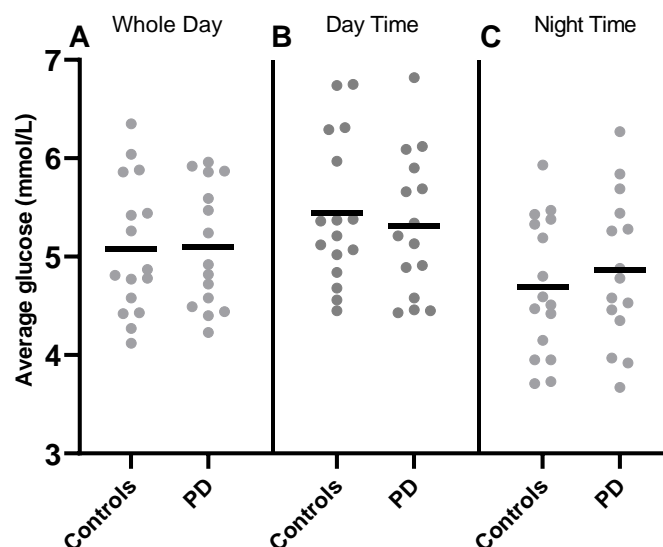 A Whole Day
B Day Time
C Night Time
Average glucose (mmol/L)
7
6
5
4
3
Controls
PD
Controls
PD
Controls
PD